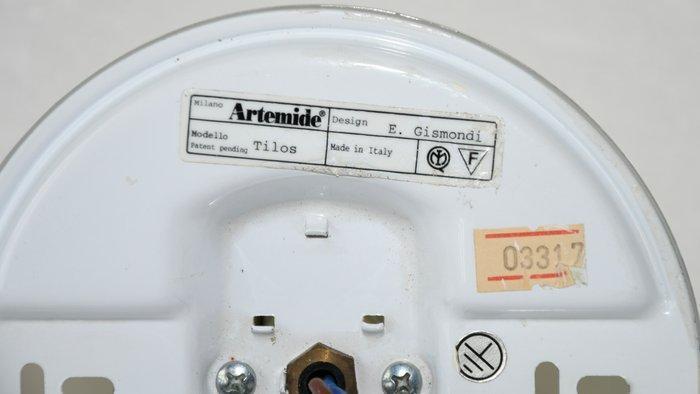 Milano Artemide®
Design E. Gismondi
Modello
Patent pending Tilos
Made in Italy
F
03317